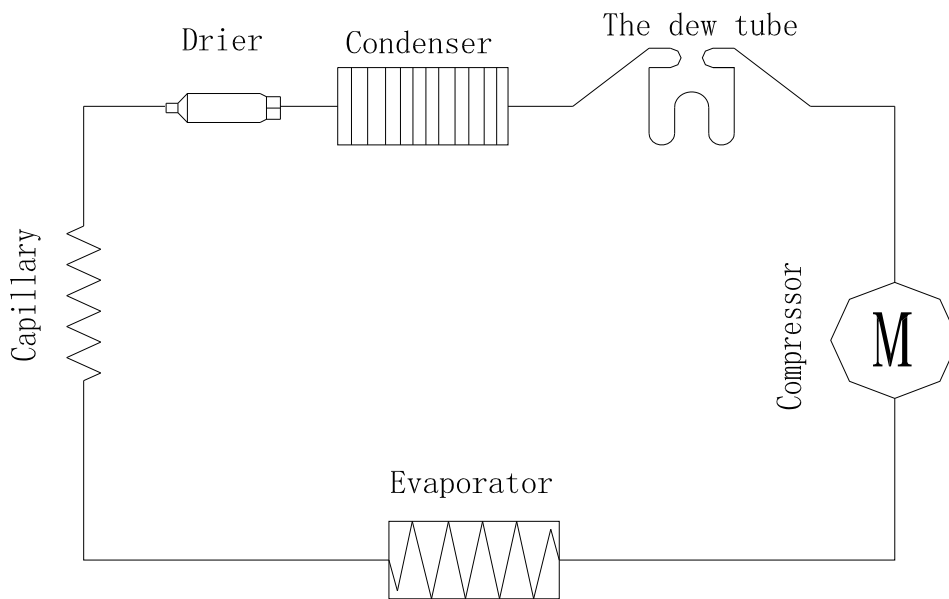 The dew tube
Drier
Condenser
Capillary
Compressor
M
Evaporator